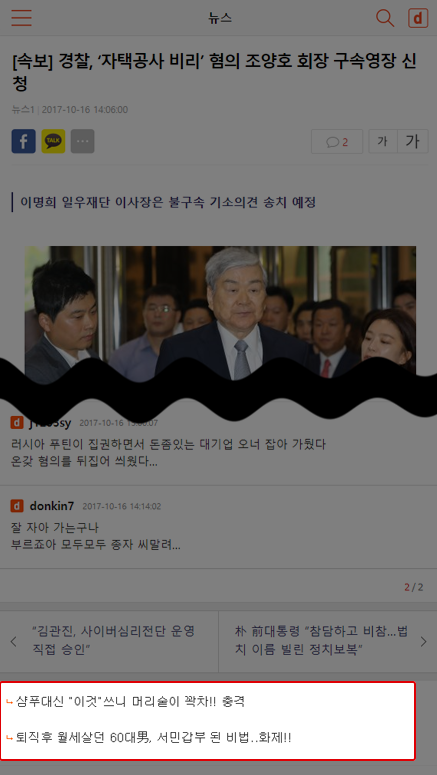 뉴스
d
[속보] 경찰, ‘자택공사 비리’ 혐의 조양호 회장 구속영장 신
청
뉴스1 | 2017-10-16 14:06:00
f TALK ... 2 가 가
이명희 일우재단 이사장은 불구속 기소의견 송치 예정
d 2017-10-16
러시아 푸틴이 집권하면서 돈좀있는 대기업 오너 잡아 가뒀다
온갖 혐의를 뒤집어 씌웠다...
d donkin7 2017-10-16 14:14:02
잘 자아 가는구나
부르죠아 모두모두 종자 씨말려...
2 / 2
“김관진, 사이버심리전단 운영
직접 승인”
朴 前대통령 “참담하고 비참…법
치 이름 빌린 정치보복”
샴푸대신 "이것"쓰니 머리술이 꽉차!! 충격
퇴직후 월세살던 60대男, 서민갑부 된 비법..화제!!